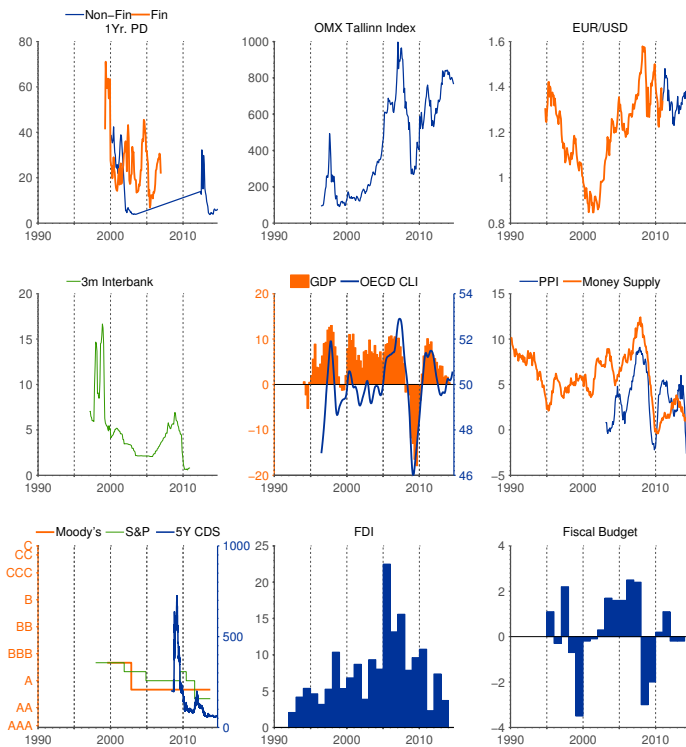 Non−Fin Fin
1Yr. PD
80
60
40
20
0
1990 2000 2010
OMX Tallinn Index
1000
800
600
400
200
0
1990 2000 2010
EUR/USD
1.6
1.4
1.2
1
0.8
1990 2000 2010
3m Interbank
20
15
10
5
0
1990 2000 2010
GDP OECD CLI
20 54
10 52
0 50
−10 48
−20 46
1990 2000 2010
PPI Money Supply
15
10
5
0
−5
1990 2000 2010
Moody's S&P 5Y CDS
C 1000
CC
CCC
B
BB 500
BBB
A
AA
AAA 0
1990 2000 2010
FDI
25
20
15
10
5
0
1990 2000 2010
Fiscal Budget
4
2
0
−2
−4
1990 2000 2010